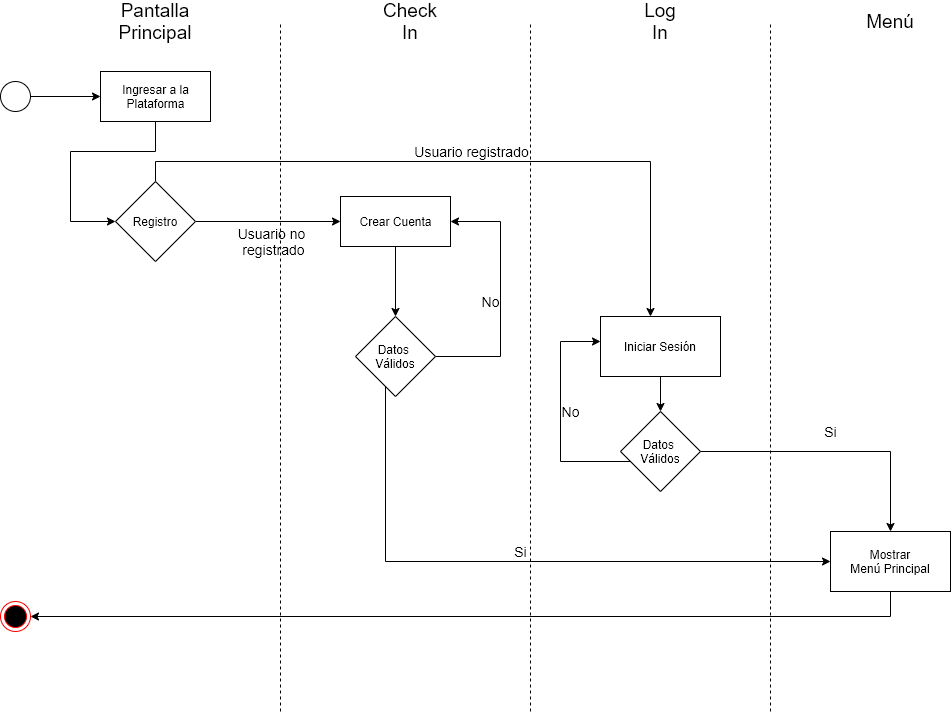 Pantalla
Principal
Check
In
Log
In
Menú
Ingresar a la
Plataforma
Usuario registrado
Registro
Crear Cuenta
Usuario no
registrado
No
Datos
Válidos
Iniciar Sesión
No
Datos
Válidos
Si
Si
Mostrar
Menú Principal